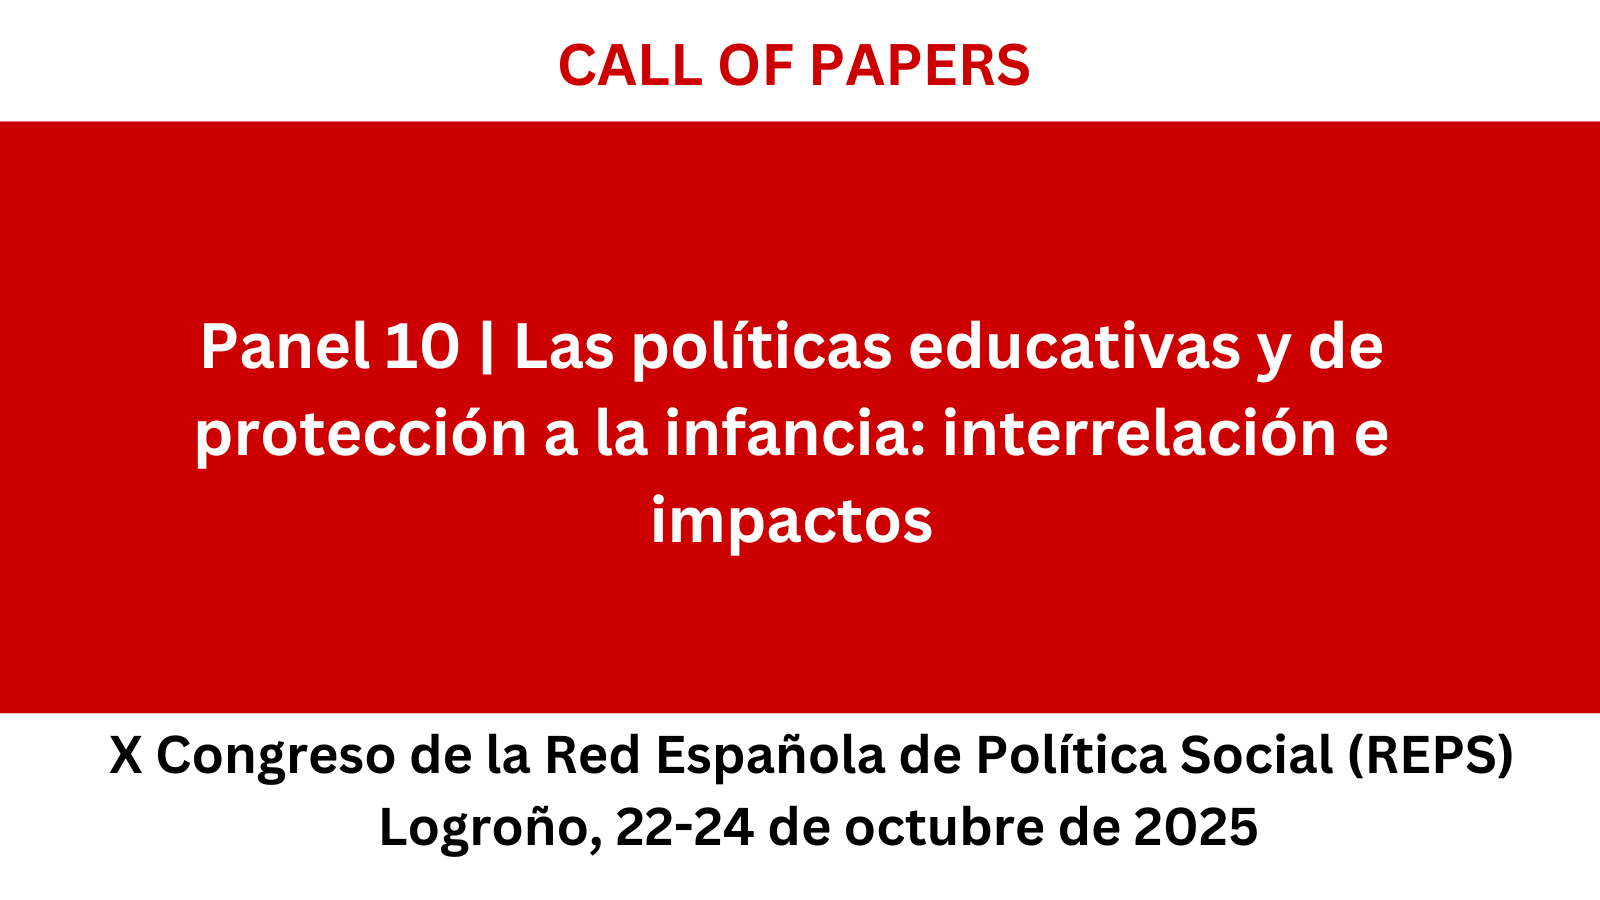 CALL OF PAPERS
Panel 10 | Las políticas educativas y de
protección a la infancia: interrelación e
impactos
X Congreso de la Red Española de Política Social (REPS)
Logroño, 22-24 de octubre de 2025